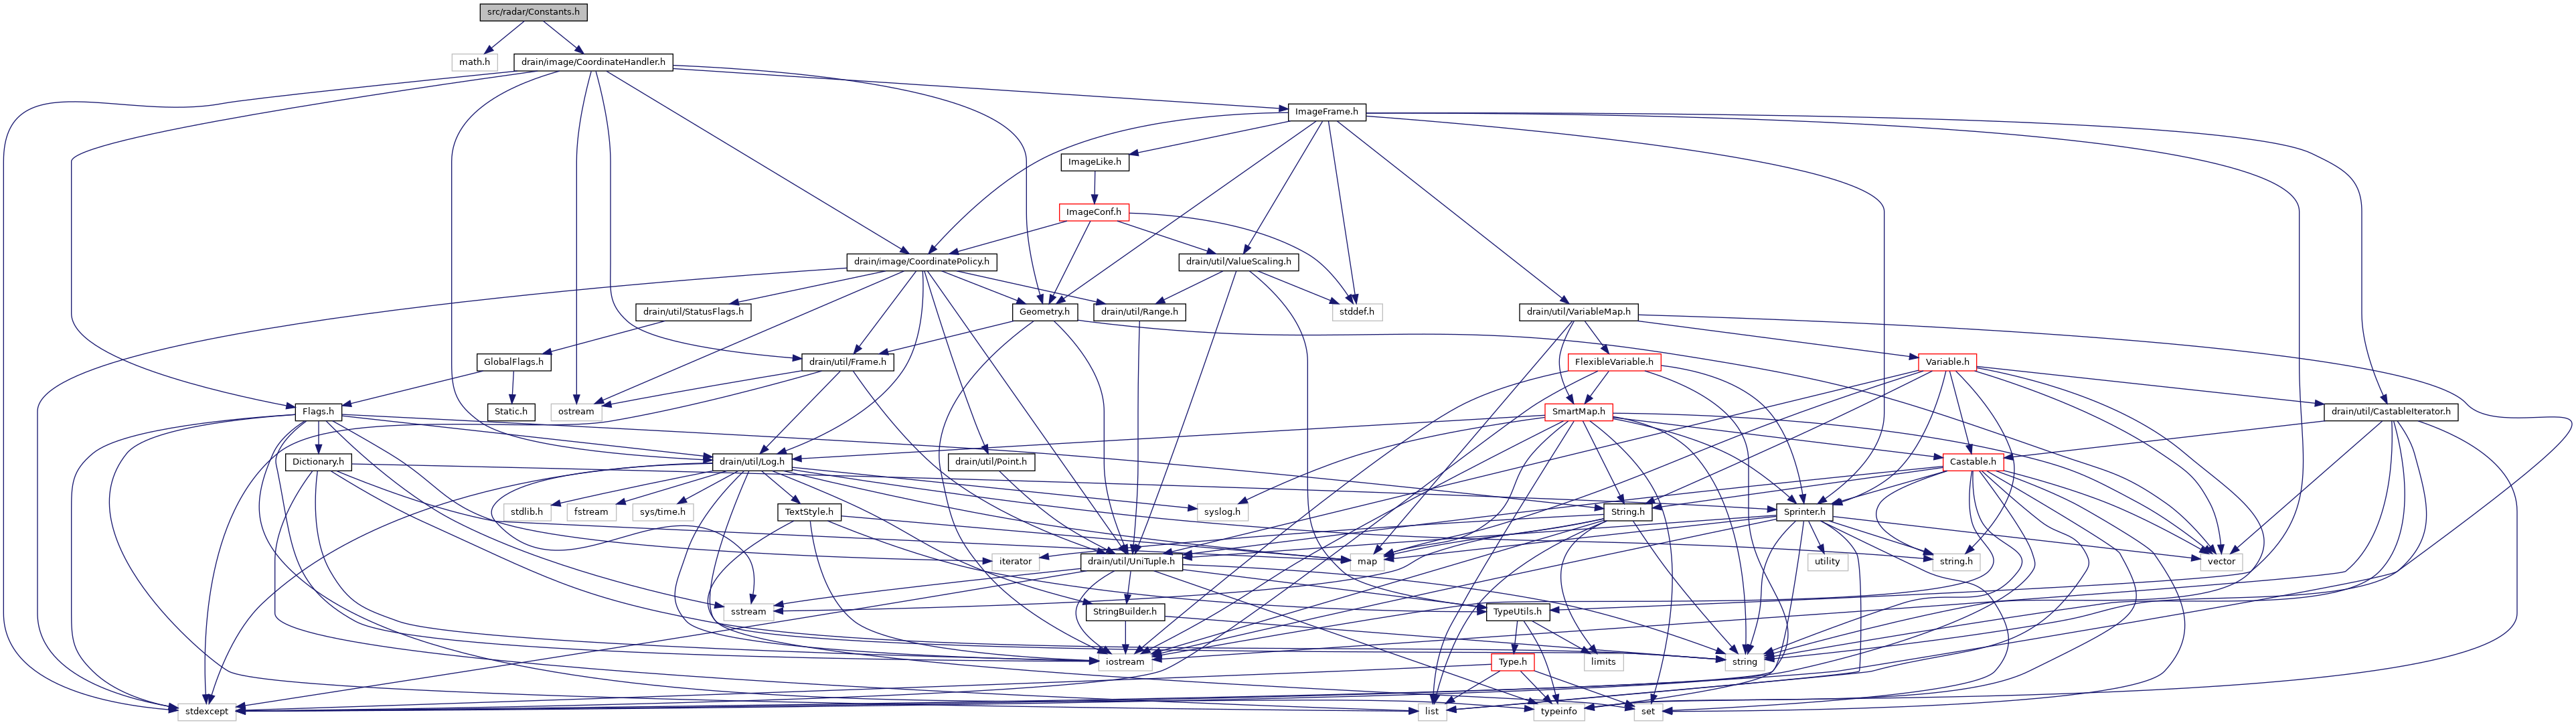 src/radar/Constants.h
math.h
drain/image/CoordinateHandler.h
ImageFrame.h
ImageLike.h
ImageConf.h
drain/image/CoordinatePolicy.h
drain/util/ValueScaling.h
drain/util/StatusFlags.h
Geometry.h
drain/util/Range.h
stddef.h
drain/util/VariableMap.h
GlobalFlags.h
drain/util/Frame.h
FlexibleVariable.h
Variable.h
Flags.h
Static.h
ostream
SmartMap.h
drain/util/CastableIterator.h
Dictionary.h
drain/util/Log.h
drain/util/Point.h
Castable.h
stdlib.h
fstream
sys/time.h
TextStyle.h
syslog.h
String.h
Sprinter.h
iterator
drain/util/UniTuple.h
map
utility
string.h
vector
sstream
StringBuilder.h
TypeUtils.h
iostream
Type.h
limits
string
stdexcept
list
typeinfo
set